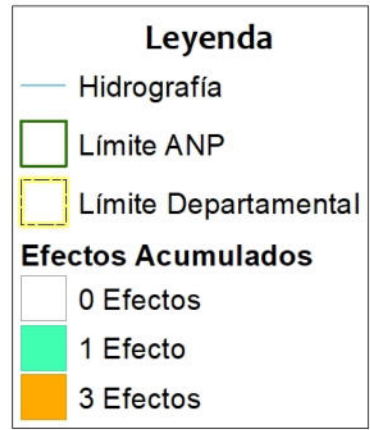 Leyenda
Hidrografía
Límite ANP
Límite Departamental
Efectos Acumulados
0 Efectos
1 Efecto
3 Efectos